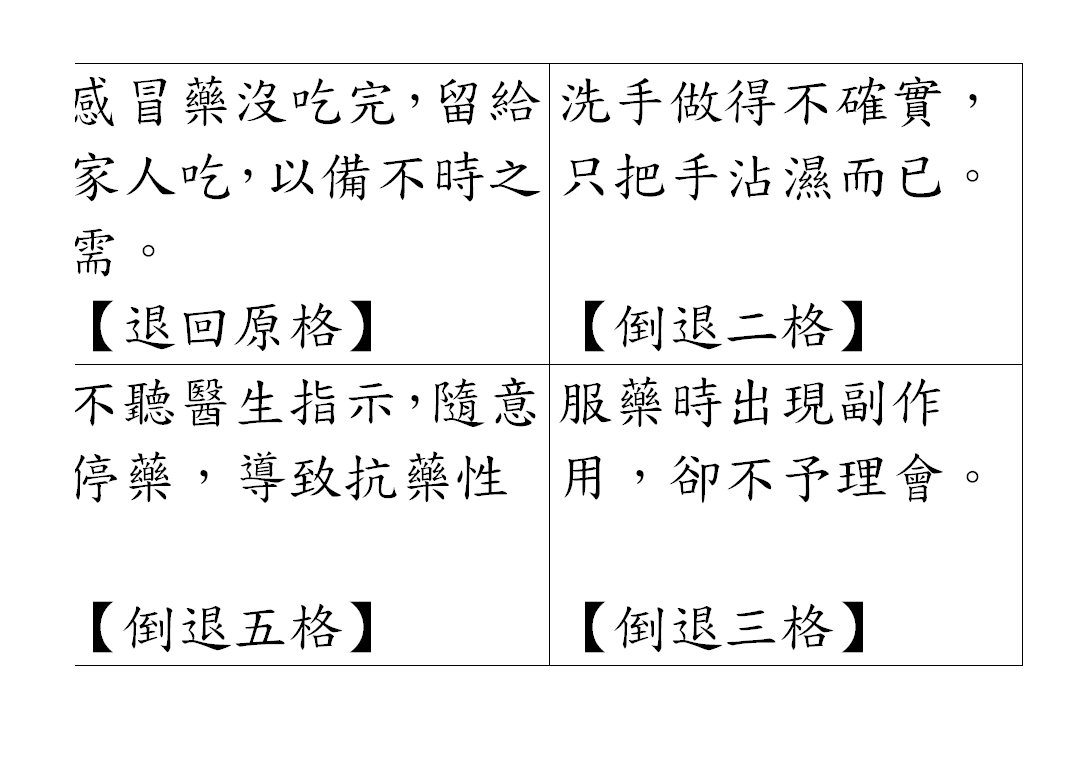 感冒藥沒吃完，留給
家人吃，以備不時之
需。
【退回原格】
洗手做得不確實，
只把手沾濕而已。
【倒退二格】
不聽醫生指示，隨意
停藥，導致抗藥性
【倒退五格】
服藥時出現副作
用，卻不予理會。
【倒退三格】